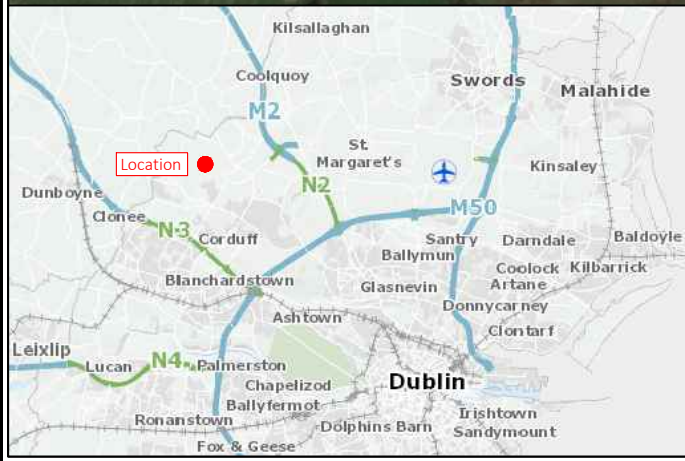 Kilsallaghan
Coolquoy
Swords
Malahide
M2
Location
St.
Margaret's
Kinsaley
Dunboyne
N2
Clonee
N3
Corduff
M50
Santry
Darndale
Baldoyle
Ballymun
Coolock
Kilbarrick
Blanchardstown
Glasnevin
Artane
Donnycarney
Ashtown
Clontarf
Leixlip
Lucan
N4
Palmerston
Chapelizod
Dublin
Ballyfermot
Ronanstown
Dolphins Barn
Irishtown
Sandymount
Fox & Geese